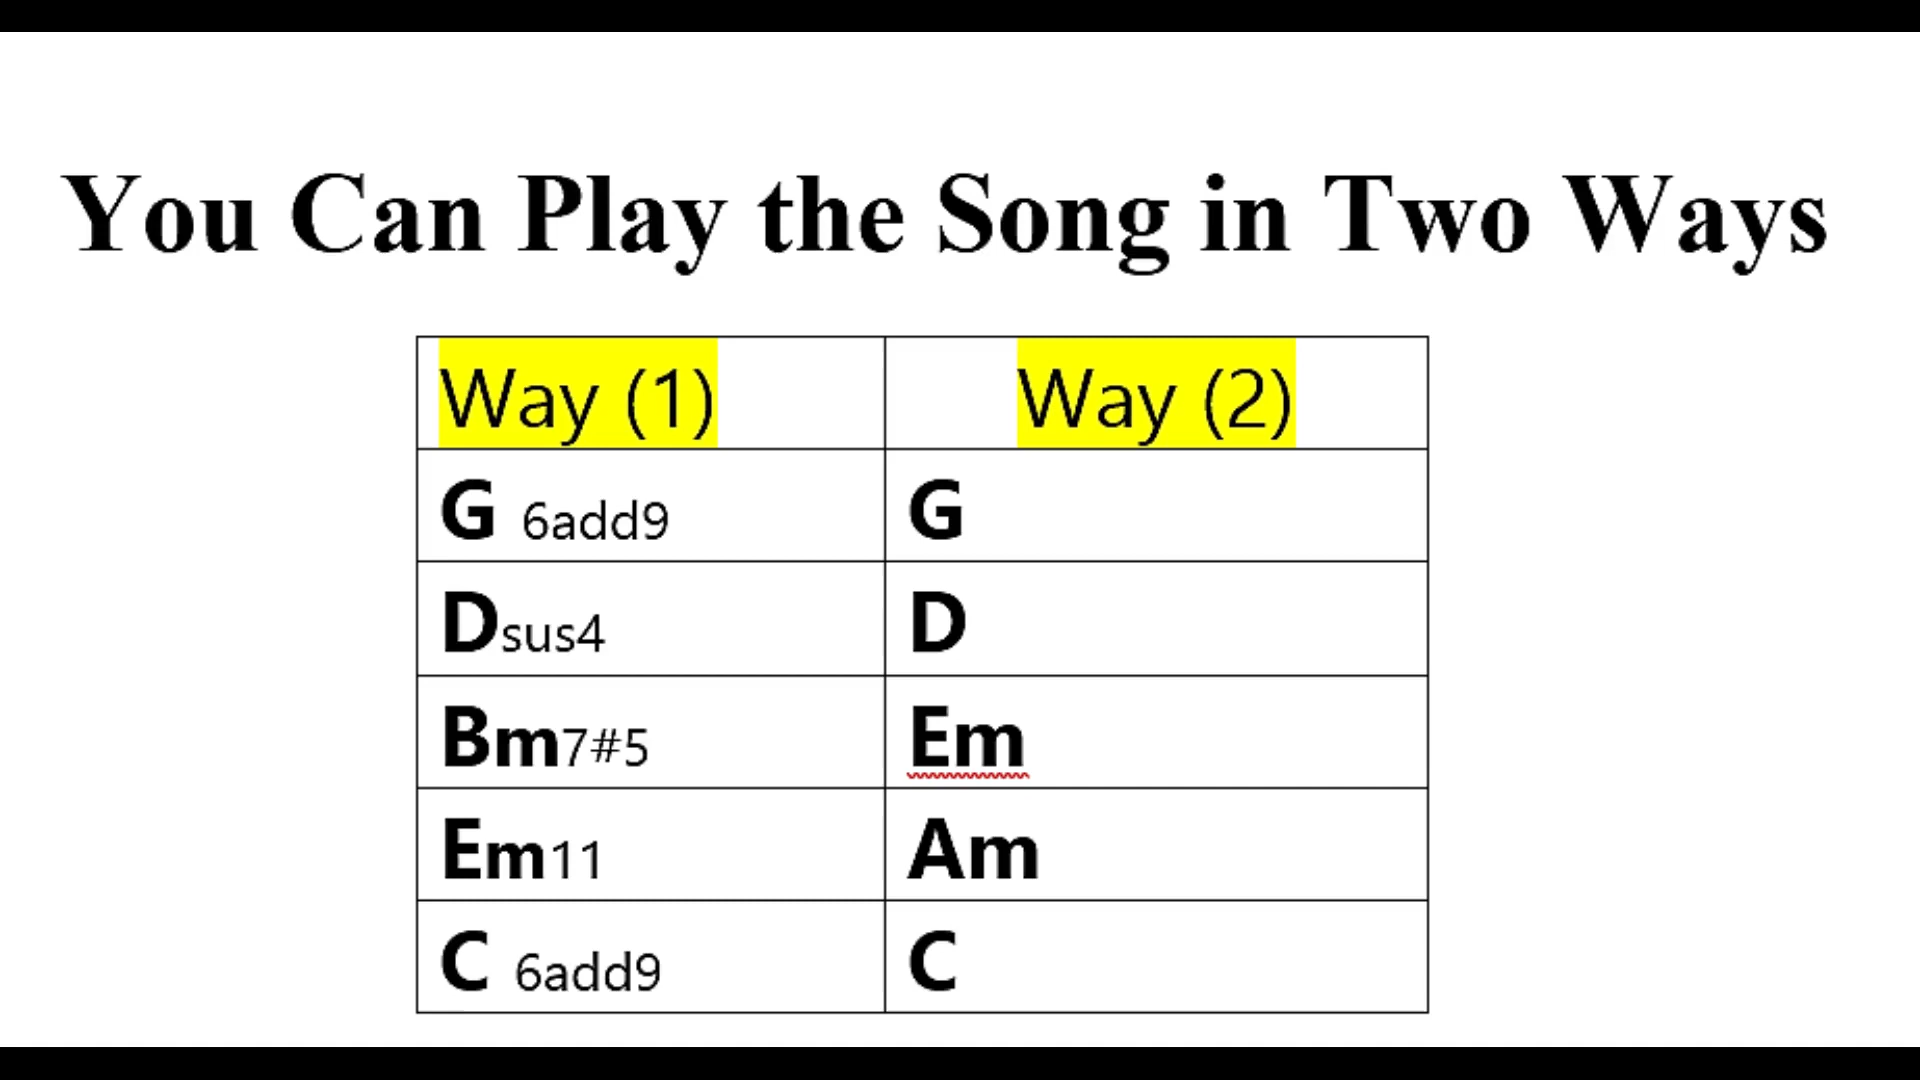 You Can Play the Song in Two Ways
Way (1) Way (2)
G 6add9 G
Dsus4 D
Bm7#5 Em
Em11 Am
C 6add9 C